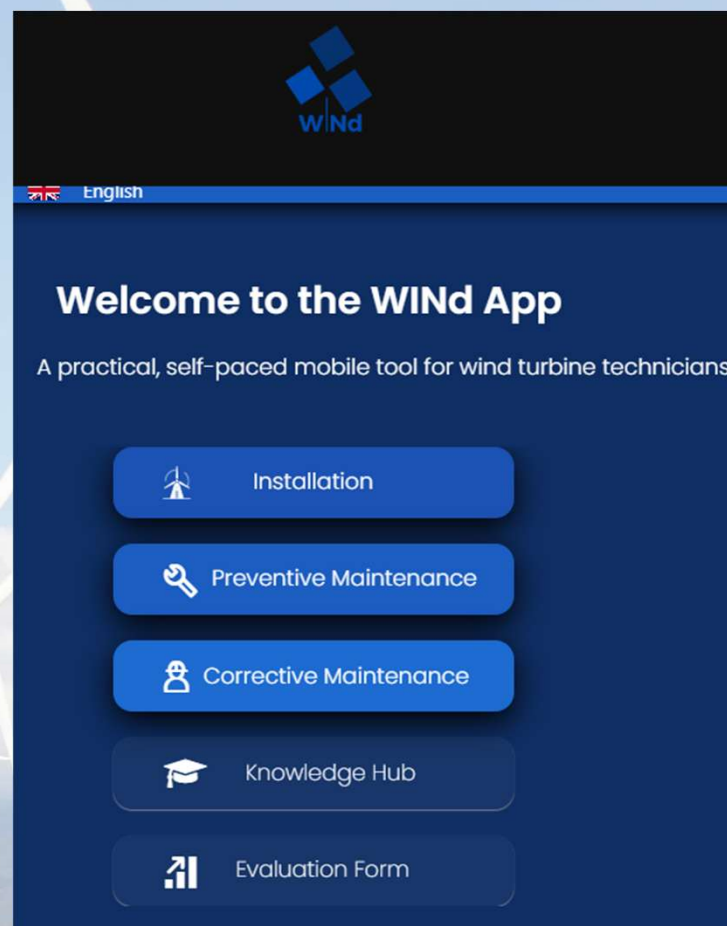 WINd
English
Welcome to the WINd App
A practical, self-paced mobile tool for wind turbine technicians
Installation
Preventive Maintenance
Corrective Maintenance
Knowledge Hub
Evaluation Form